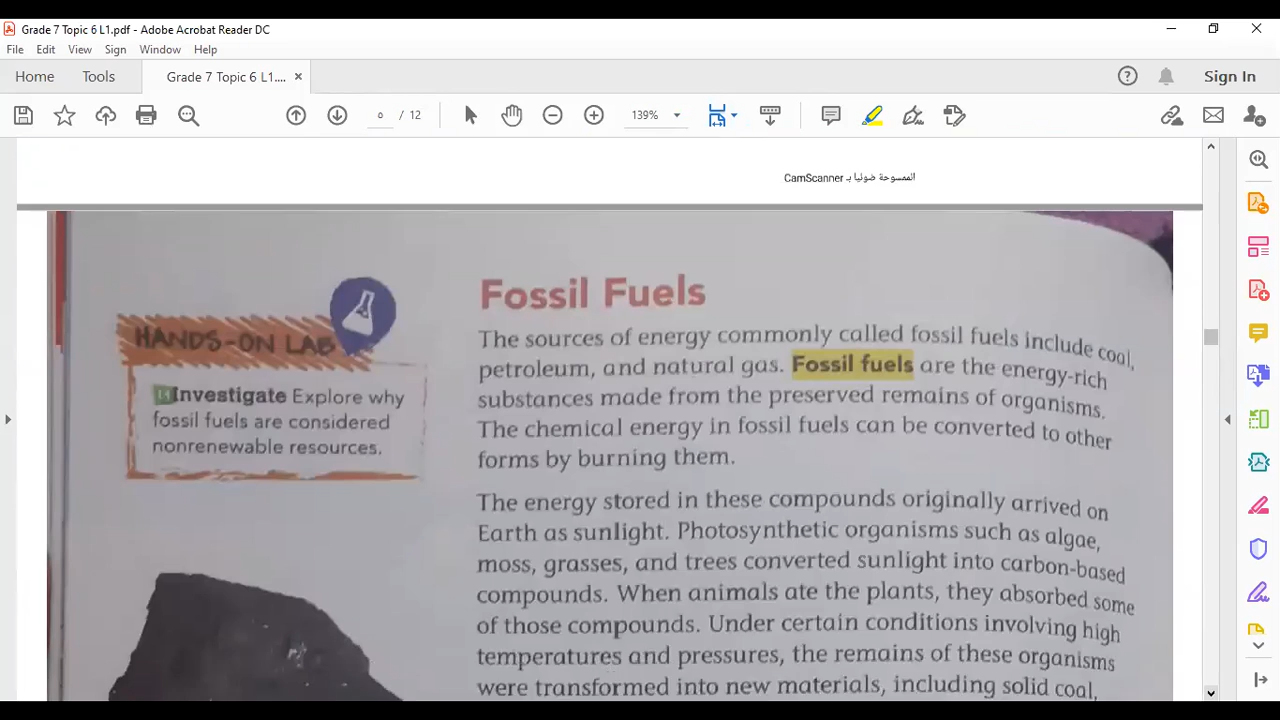 Grade 7 Topic 6 L1.pdf - Adobe Acrobat Reader DC
File Edit View Sign Window Help
Home Tools Grade 7 Topic 6 L1.... × Sign In
/ 12 139%
الممسوحة ضوئيا بـ CamScanner
Fossil Fuels
The sources of energy commonly called fossil fuels include coal,
petroleum, and natural gas. Fossil fuels are the energy-rich
substances made from the preserved remains of organisms.
The chemical energy in fossil fuels can be converted to other
forms by burning them.
HANDS-ON LAB
Investigate Explore why
fossil fuels are considered
nonrenewable resources.
The energy stored in these compounds originally arrived on
Earth as sunlight. Photosynthetic organisms such as algae,
moss, grasses, and trees converted sunlight into carbon-based
compounds. When animals ate the plants, they absorbed some
of those compounds. Under certain conditions involving high
temperatures and pressures, the remains of these organisms
were transformed into new materials, including solid coal,